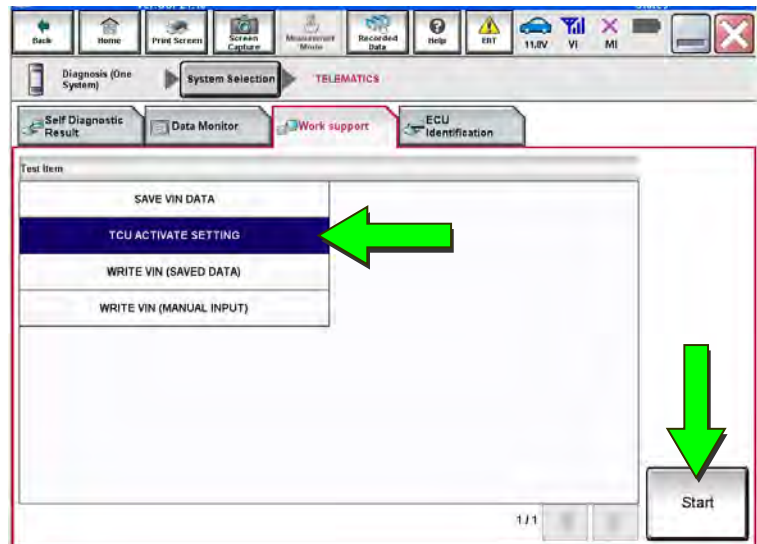 Back
Home
Print Screen
Screen
Capture
Measurement
Mode
Recorded
Data
Help
ERT
11.0V
VI
MI
Diagnosis (One
System)
System Selection
TELEMATICS
Self Diagnostic
Result
Data Monitor
Work support
ECU
Identification
Test Item
SAVE VIN DATA
TCU ACTIVATE SETTING
WRITE VIN (SAVED DATA)
WRITE VIN (MANUAL INPUT)
Start
1/1